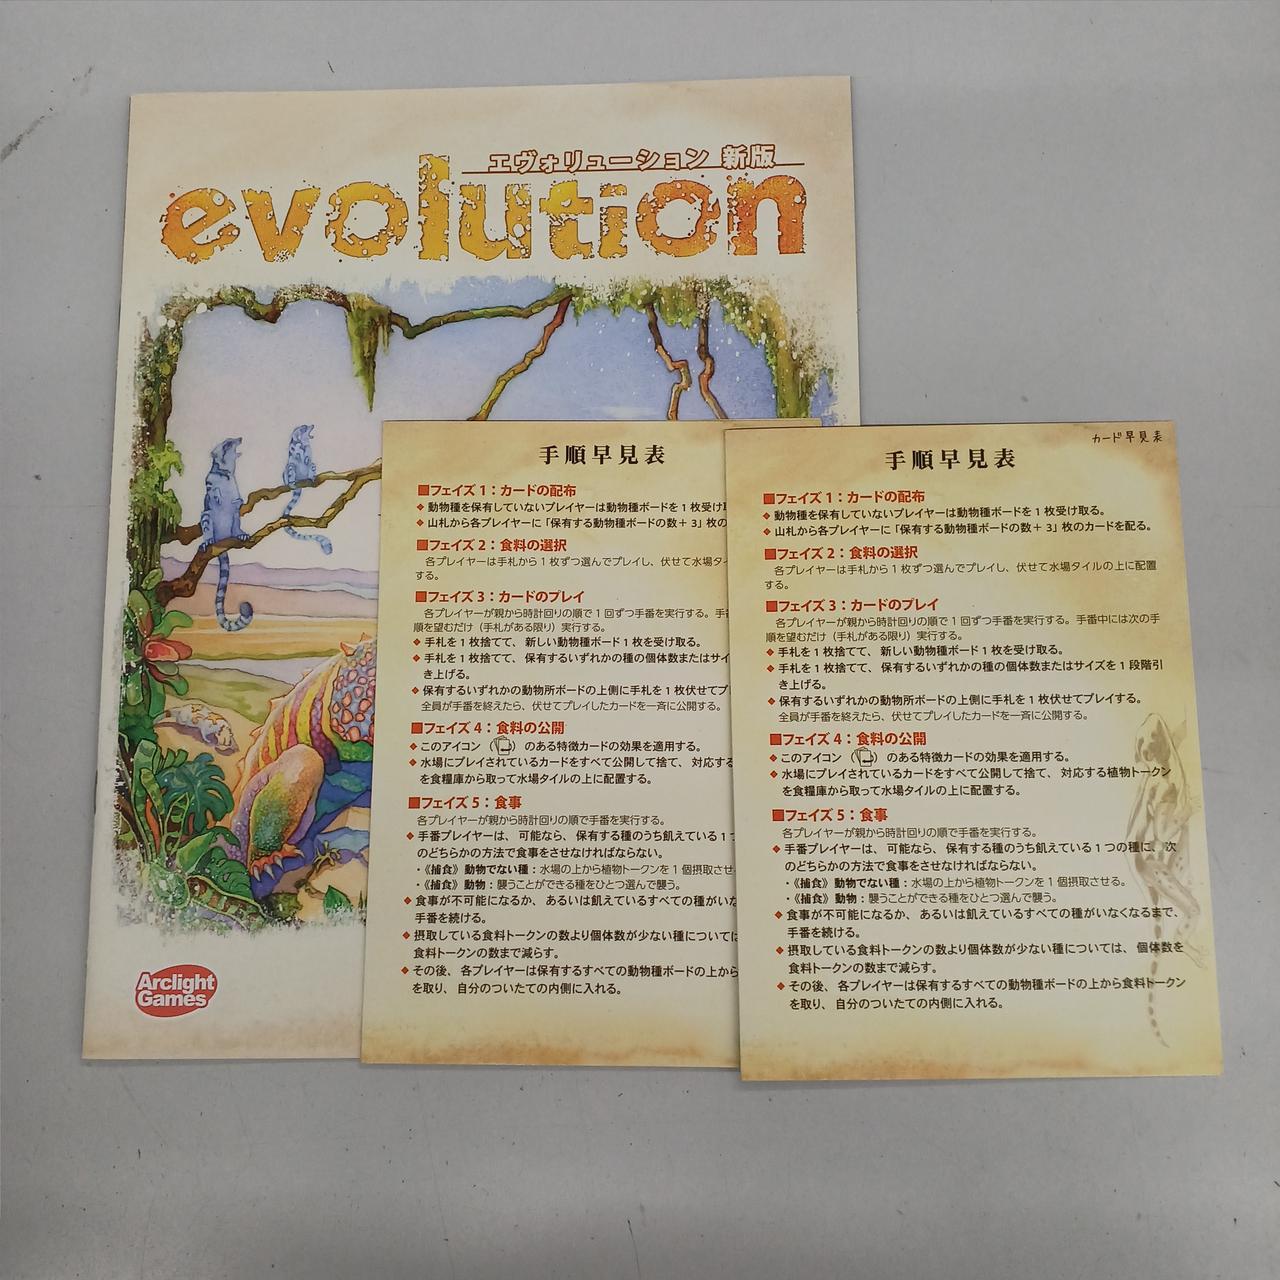 エヴォリューション 新版
evolution
Arclight
Games
手順早見表
■フェイズ 1：カードの配布
❖ 動物種を保有していないプレイヤーは動物種ボードを 1 枚受け
❖ 山札から各プレイヤーに「保有する動物種ボードの数＋ 3」枚の
■フェイズ 2：食料の選択
各プレイヤーは手札から 1 枚ずつ選んでプレイし、伏せて水場タイ
する。
■フェイズ 3：カードのプレイ
各プレイヤーが親から時計回りの順で 1 回ずつ手番を実行する。手
順を望むだけ（手札がある限り）実行する。
❖ 手札を 1 枚捨てて、 新しい動物種ボード 1 枚を受け取る。
❖ 手札を 1 枚捨てて、 保有するいずれかの種の個体数またはサイ
き上げる。
❖ 保有するいずれかの動物所ボードの上側に手札を 1 枚伏せてプ
全員が手番を終えたら、伏せてプレイしたカードを一斉に公開する。
■フェイズ 4：食料の公開
❖ このアイコン（ ）のある特徴カードの効果を適用する。
❖ 水場にプレイされているカードをすべて公開して捨て、 対応する
を食糧庫から取って水場タイルの上に配置する。
■フェイズ 5：食事
各プレイヤーが親から時計回りの順で手番を実行する。
❖ 手番プレイヤーは、 可能なら、 保有する種のうち飢えている 1
のどちらかの方法で食事をさせなければならない。
・《捕食》動物でない種：水場の上から植物トークンを 1 個摂取させ
・《捕食》動物：襲うことができる種をひとつ選んで襲う。
❖ 食事が不可能になるか、 あるいは飢えているすべての種がいな
手番を続ける。
❖ 摂取している食料トークンの数より個体数が少ない種については
食料トークンの数まで減らす。
❖ その後、 各プレイヤーは保有するすべての動物種ボードの上から
を取り、 自分のついたての内側に入れる。
カード早見表
手順早見表
■フェイズ 1：カードの配布
❖ 動物種を保有していないプレイヤーは動物種ボードを 1 枚受け取る。
❖ 山札から各プレイヤーに「保有する動物種ボードの数＋ 3」枚のカードを配る。
■フェイズ 2：食料の選択
各プレイヤーは手札から 1 枚ずつ選んでプレイし、伏せて水場タイルの上に配置
する。
■フェイズ 3：カードのプレイ
各プレイヤーが親から時計回りの順で 1 回ずつ手番を実行する。手番中には次の手
順を望むだけ（手札がある限り）実行する。
❖ 手札を 1 枚捨てて、 新しい動物種ボード 1 枚を受け取る。
❖ 手札を 1 枚捨てて、 保有するいずれかの種の個体数またはサイズを 1 段階引
き上げる。
❖ 保有するいずれかの動物所ボードの上側に手札を 1 枚伏せてプレイする。
全員が手番を終えたら、伏せてプレイしたカードを一斉に公開する。
■フェイズ 4：食料の公開
❖ このアイコン（ ）のある特徴カードの効果を適用する。
❖ 水場にプレイされているカードをすべて公開して捨て、 対応する植物トークン
を食糧庫から取って水場タイルの上に配置する。
■フェイズ 5：食事
各プレイヤーが親から時計回りの順で手番を実行する。
❖ 手番プレイヤーは、 可能なら、 保有する種のうち飢えている 1 つの種に、次
のどちらかの方法で食事をさせなければならない。
・《捕食》動物でない種：水場の上から植物トークンを 1 個摂取させる。
・《捕食》動物：襲うことができる種をひとつ選んで襲う。
❖ 食事が不可能になるか、 あるいは飢えているすべての種がいなくなるまで、
手番を続ける。
❖ 摂取している食料トークンの数より個体数が少ない種については、 個体数を
食料トークンの数まで減らす。
❖ その後、 各プレイヤーは保有するすべての動物種ボードの上から食料トークン
を取り、 自分のついたての内側に入れる。